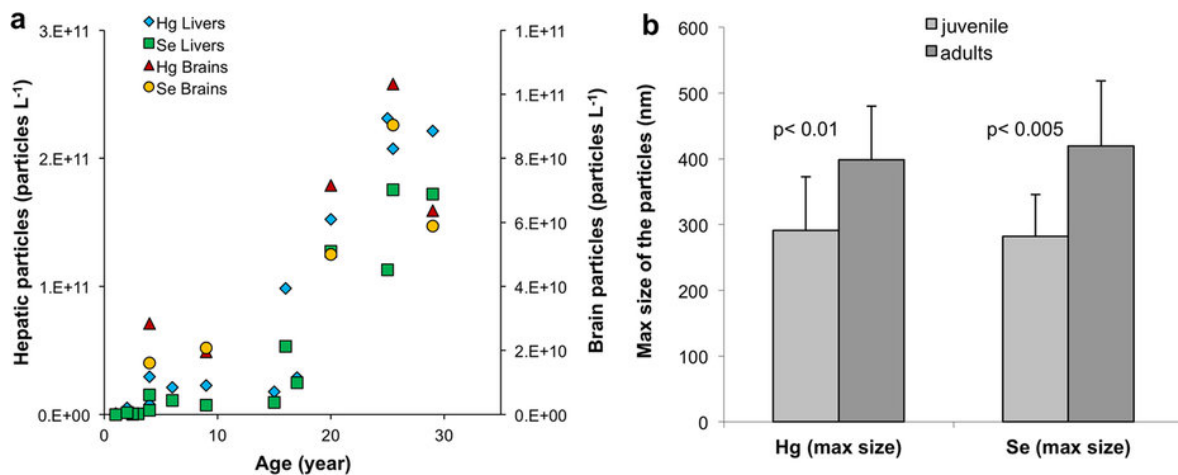 a
Hg Livers
Se Livers
Hg Brains
Se Brains
Hepatic particles (particles L⁻¹)
3.E+11
2.E+11
1.E+11
0.E+00
Brain particles (particles L⁻¹)
1.E+11
1.E+11
8.E+10
6.E+10
4.E+10
2.E+10
0.E+00
0 10 20 30
Age (year)
b
juvenile
adults
Max size of the particles (nm)
600
500
400
300
200
100
0
p< 0.01
p< 0.005
Hg (max size) Se (max size)